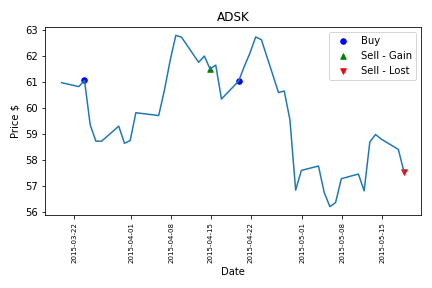 ADSK
Buy
Sell - Gain
Sell - Lost
Price $
63
62
61
60
59
58
57
56
2015-03-22
2015-04-01
2015-04-08
2015-04-15
2015-04-22
2015-05-01
2015-05-08
2015-05-15
Date